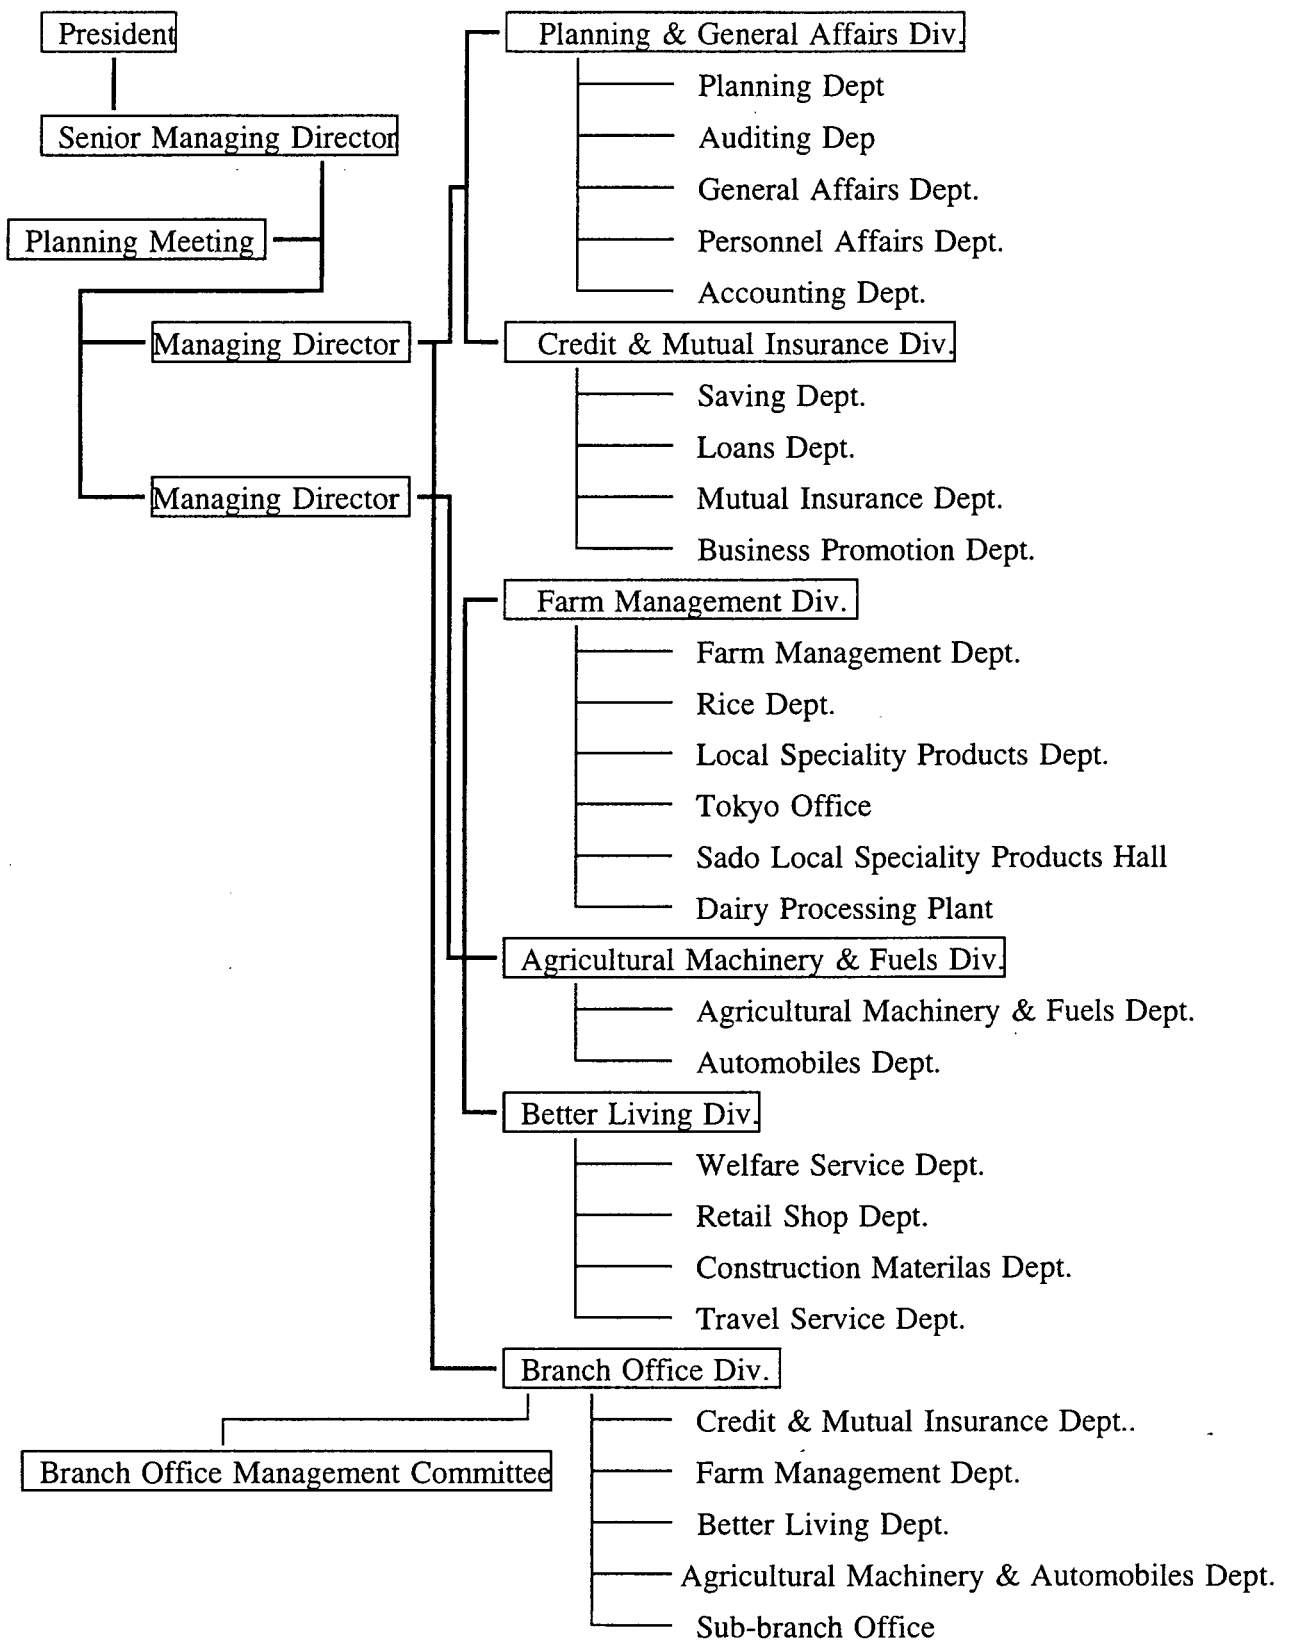 President
Senior Managing Director
Planning Meeting
Managing Director
Managing Director
Planning & General Affairs Div.
Planning Dept
Auditing Dep
General Affairs Dept.
Personnel Affairs Dept.
Accounting Dept.
Credit & Mutual Insurance Div.
Saving Dept.
Loans Dept.
Mutual Insurance Dept.
Business Promotion Dept.
Farm Management Div.
Farm Management Dept.
Rice Dept.
Local Speciality Products Dept.
Tokyo Office
Sado Local Speciality Products Hall
Dairy Processing Plant
Agricultural Machinery & Fuels Div.
Agricultural Machinery & Fuels Dept.
Automobiles Dept.
Better Living Div.
Welfare Service Dept.
Retail Shop Dept.
Construction Materilas Dept.
Travel Service Dept.
Branch Office Div.
Branch Office Management Committee
Credit & Mutual Insurance Dept..
Farm Management Dept.
Better Living Dept.
Agricultural Machinery & Automobiles Dept.
Sub-branch Office